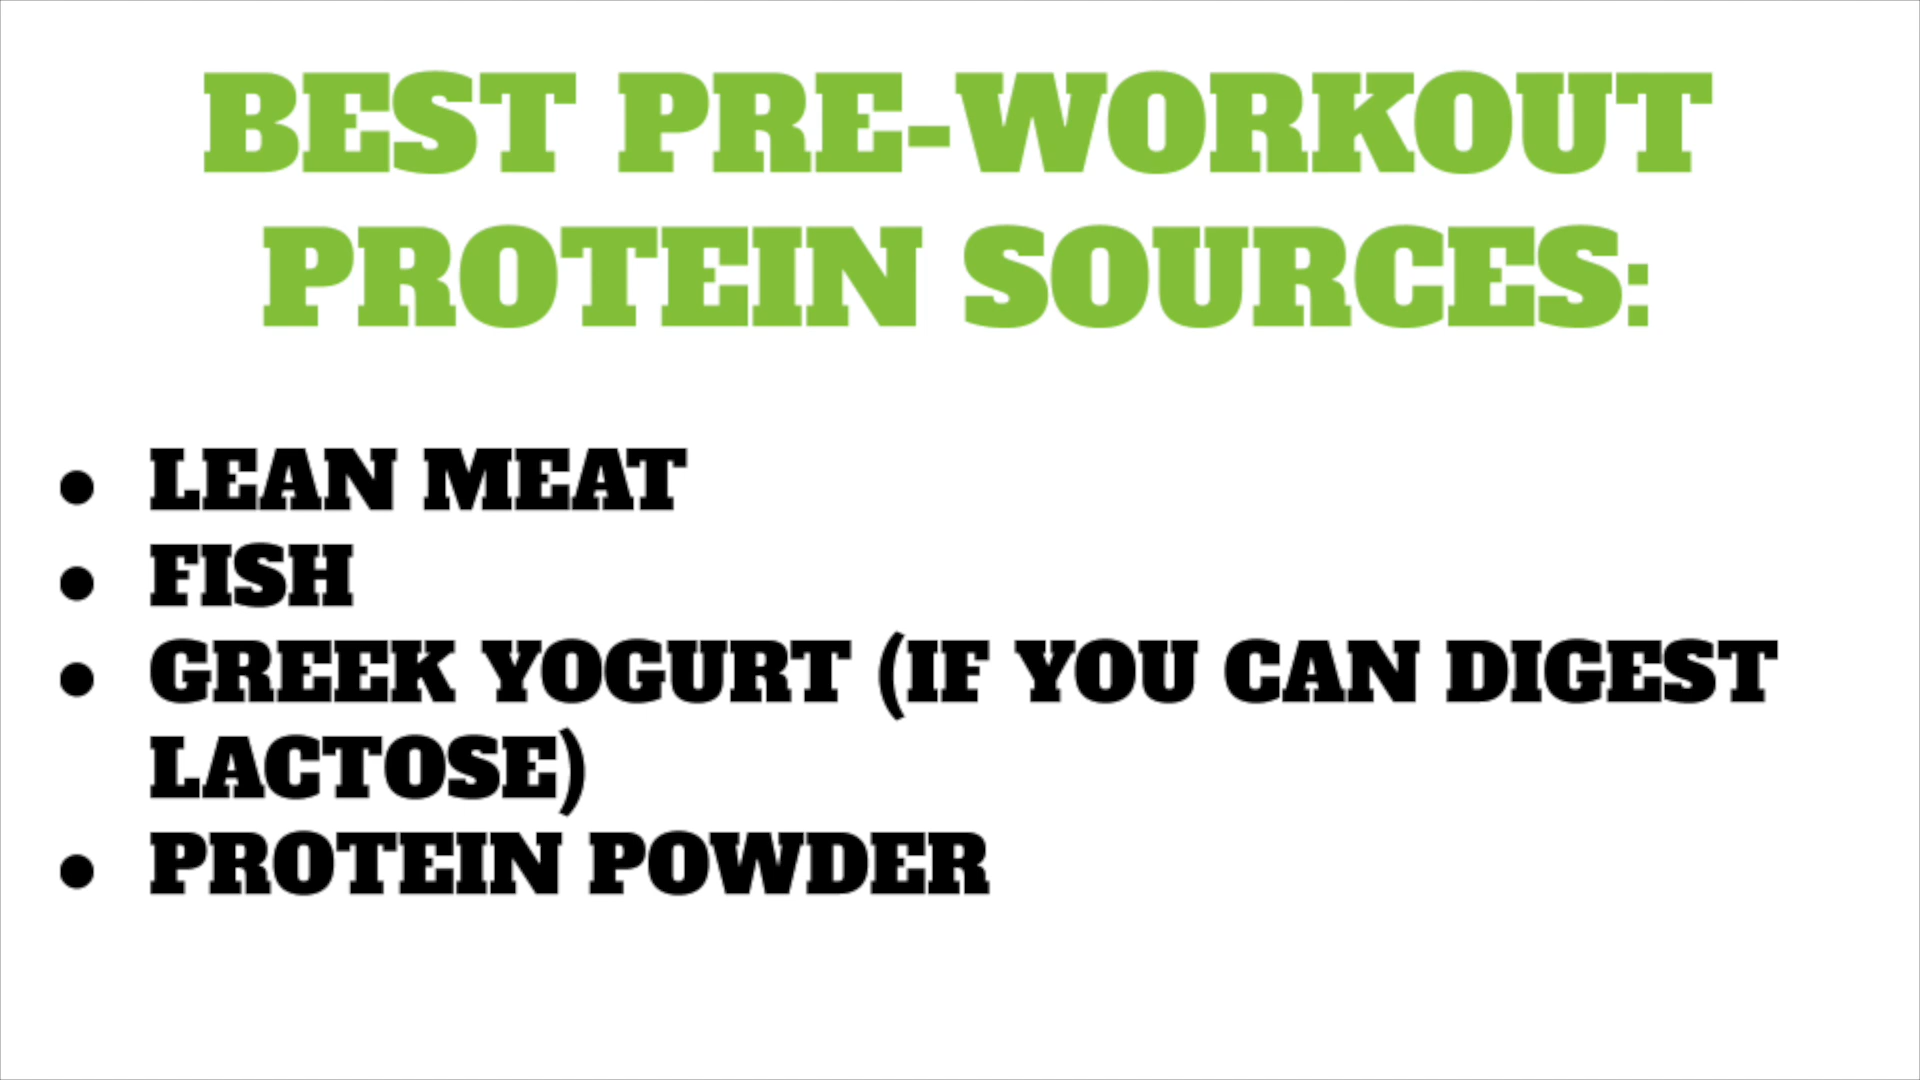 BEST PRE-WORKOUT
PROTEIN SOURCES:
• LEAN MEAT
• FISH
• GREEK YOGURT (IF YOU CAN DIGEST
LACTOSE)
• PROTEIN POWDER